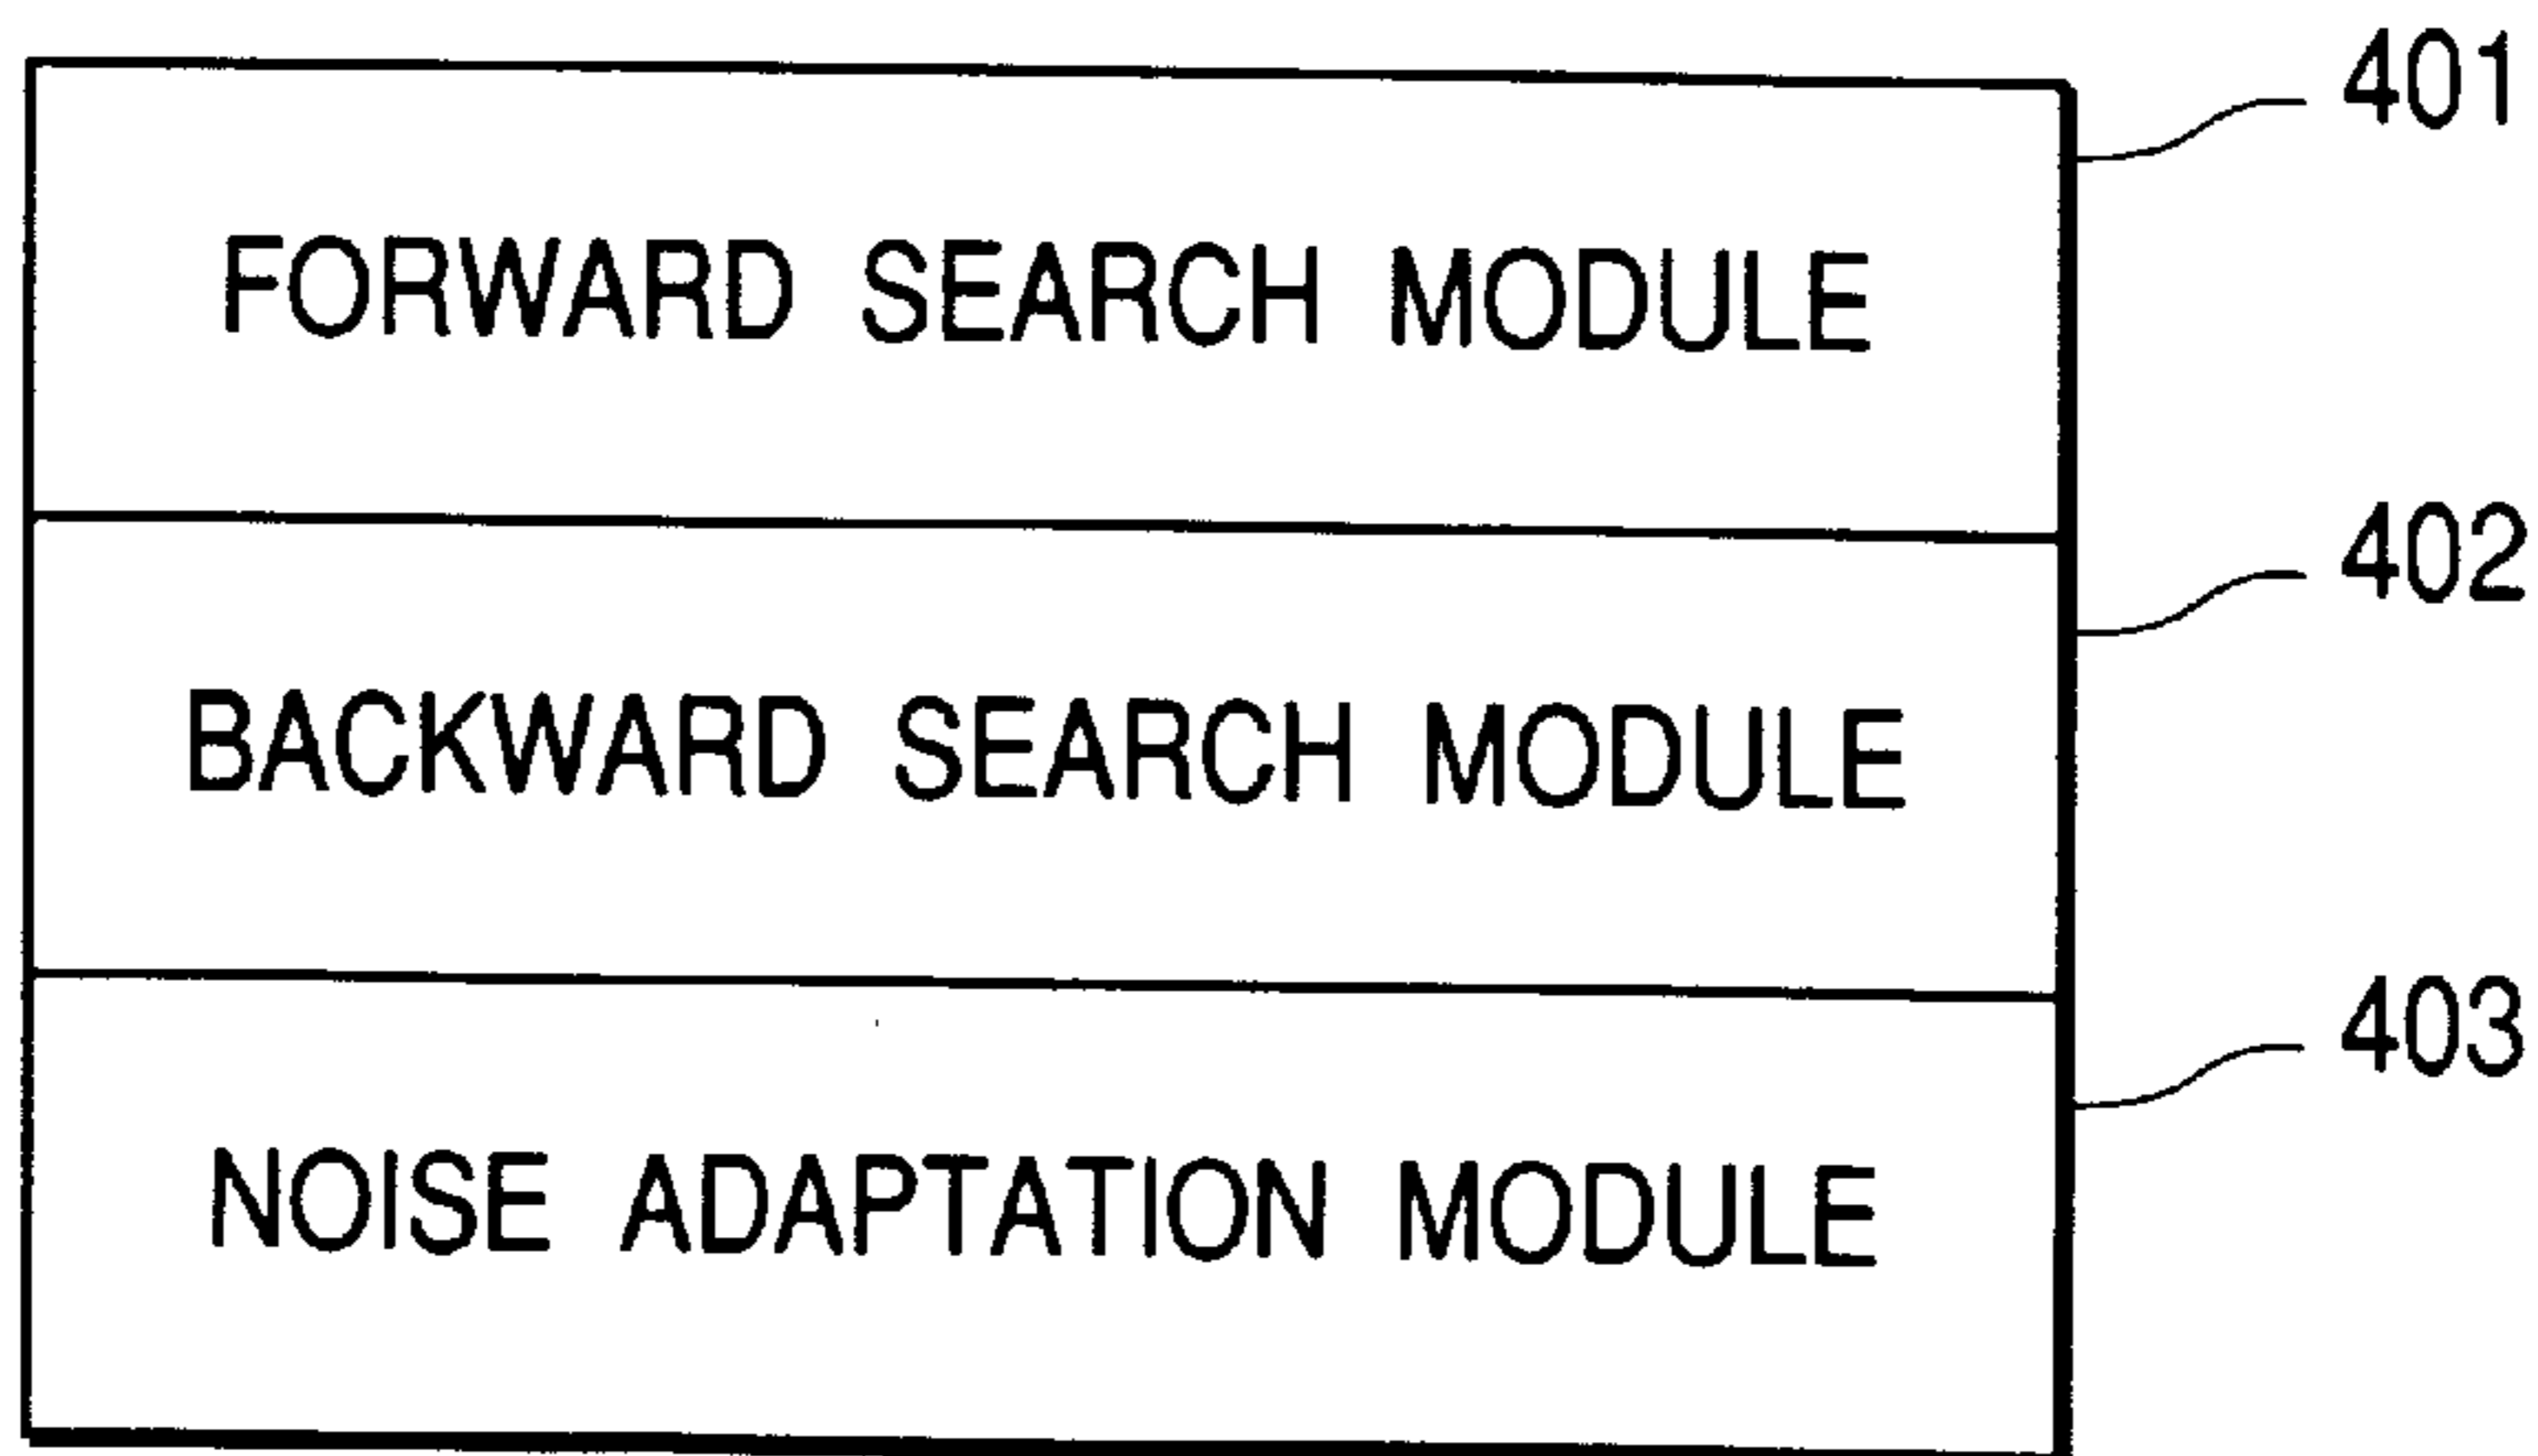 401
FORWARD SEARCH MODULE
402
BACKWARD SEARCH MODULE
403
NOISE ADAPTATION MODULE